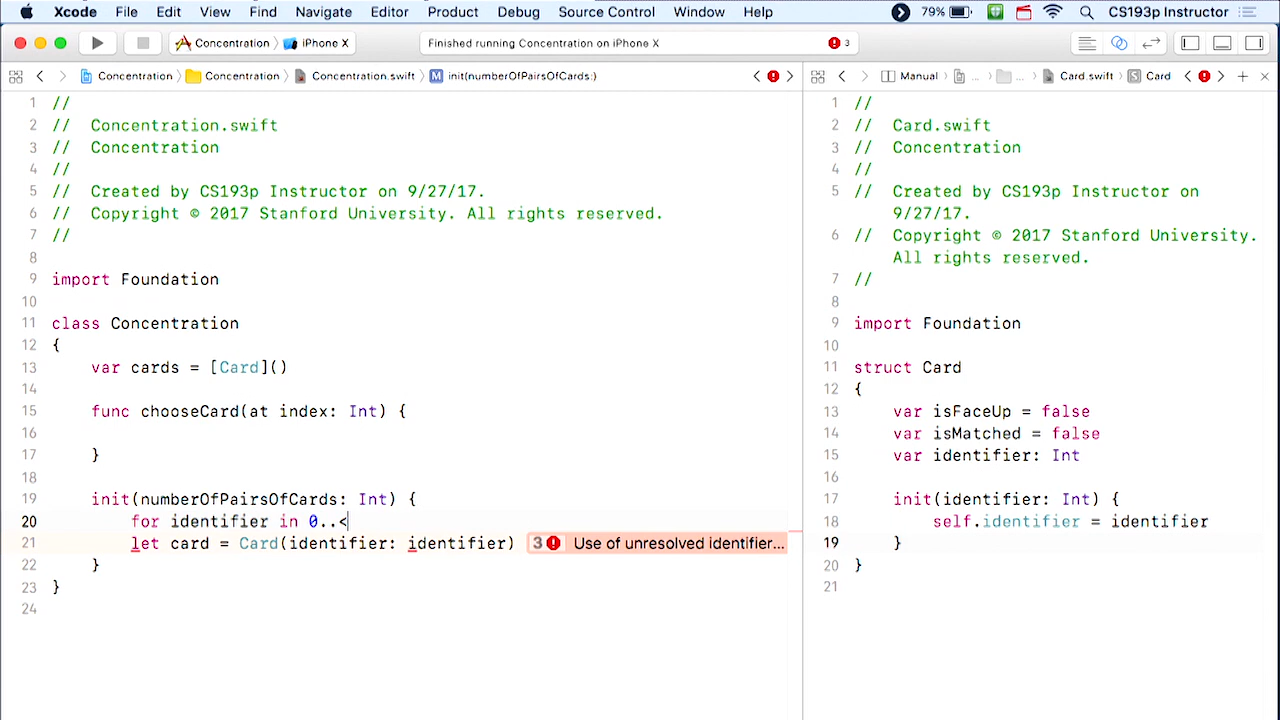 Xcode File Edit View Find Navigate Editor Product Debug Source Control Window Help 79% CS193p Instructor
Concentration iPhone X Finished running Concentration on iPhone X 3
Concentration Concentration Concentration.swift M init(numberOfPairsOfCards:) Manual ... ... Card.swift S Card
1 //
2 // Concentration.swift
3 // Concentration
4 //
5 // Created by CS193p Instructor on 9/27/17.
6 // Copyright © 2017 Stanford University. All rights reserved.
7 //
8
9 import Foundation
10
11 class Concentration
12 {
13 var cards = [Card]()
14
15 func chooseCard(at index: Int) {
16
17 }
18
19 init(numberOfPairsOfCards: Int) {
20 for identifier in 0..<
21 let card = Card(identifier: identifier) 3 Use of unresolved identifier...
22 }
23 }
24
1 //
2 // Card.swift
3 // Concentration
4 //
5 // Created by CS193p Instructor on
9/27/17.
6 // Copyright © 2017 Stanford University.
All rights reserved.
7 //
8
9 import Foundation
10
11 struct Card
12 {
13 var isFaceUp = false
14 var isMatched = false
15 var identifier: Int
16
17 init(identifier: Int) {
18 self.identifier = identifier
19 }
20 }
21